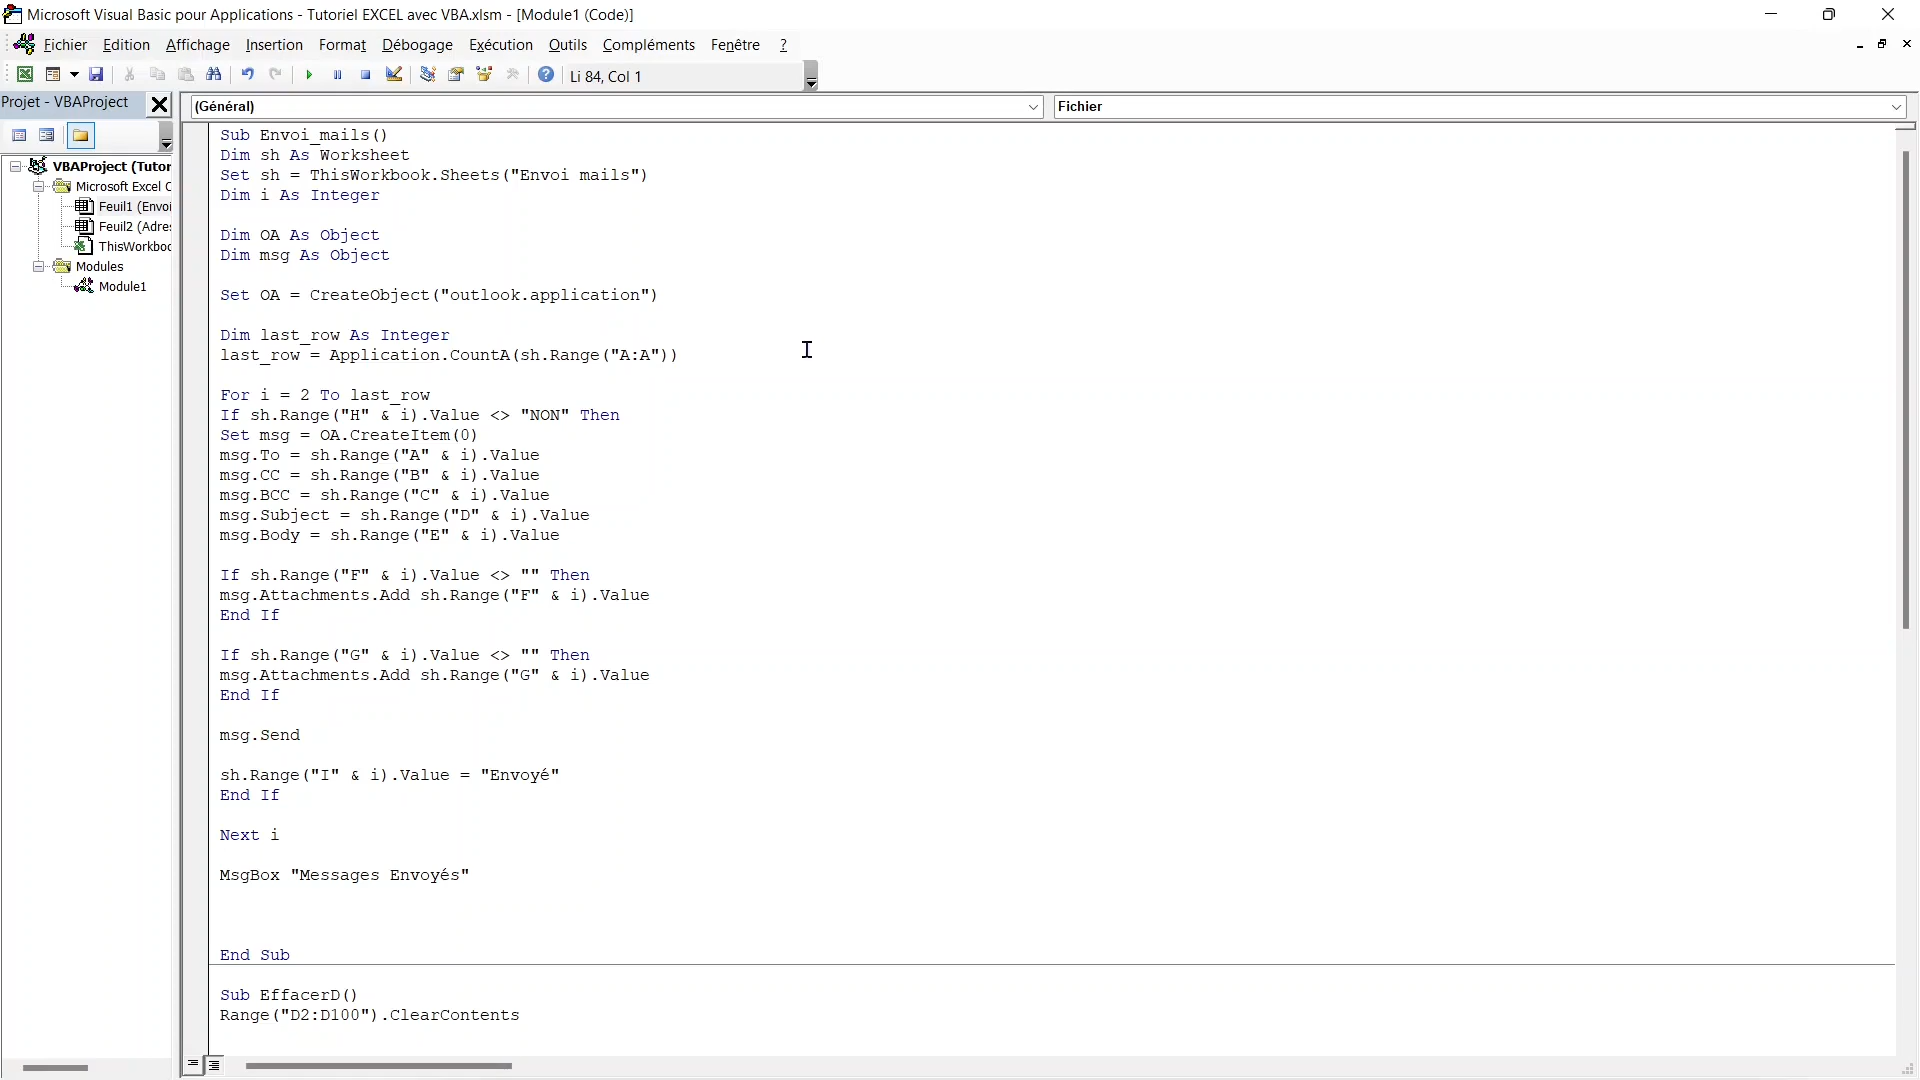 Microsoft Visual Basic pour Applications - Tutoriel EXCEL avec VBA.xlsm - [Module1 (Code)]
Fichier Edition Affichage Insertion Format Débogage Exécution Outils Compléments Fenêtre ?
Li 84, Col 1
Projet - VBAProject
(Général)
Fichier
VBAProject (Tutor
Microsoft Excel O
Feuil1 (Envoi
Feuil2 (Adres
ThisWorkboo
Modules
Module1
Sub Envoi_mails()
Dim sh As Worksheet
Set sh = ThisWorkbook.Sheets("Envoi mails")
Dim i As Integer
Dim OA As Object
Dim msg As Object
Set OA = CreateObject("outlook.application")
Dim last_row As Integer
last_row = Application.CountA(sh.Range("A:A"))
For i = 2 To last_row
If sh.Range("H" & i).Value <> "NON" Then
Set msg = OA.CreateItem(0)
msg.To = sh.Range("A" & i).Value
msg.CC = sh.Range("B" & i).Value
msg.BCC = sh.Range("C" & i).Value
msg.Subject = sh.Range("D" & i).Value
msg.Body = sh.Range("E" & i).Value
If sh.Range("F" & i).Value <> "" Then
msg.Attachments.Add sh.Range("F" & i).Value
End If
If sh.Range("G" & i).Value <> "" Then
msg.Attachments.Add sh.Range("G" & i).Value
End If
msg.Send
sh.Range("I" & i).Value = "Envoyé"
End If
Next i
MsgBox "Messages Envoyés"
End Sub
Sub EffacerD()
Range("D2:D100").ClearContents